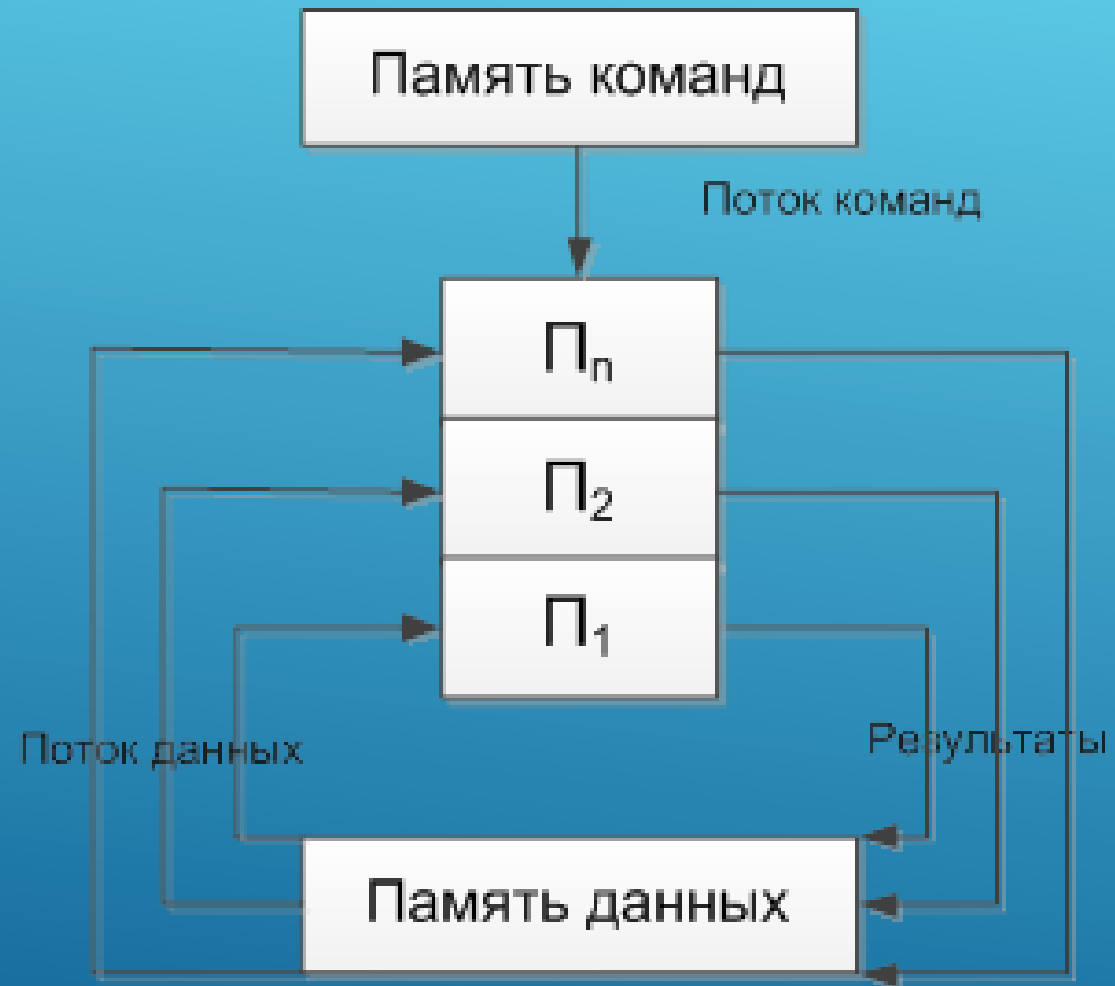 Память команд
Поток команд
Пn
П2
П1
Поток данных
Результаты
Память данных